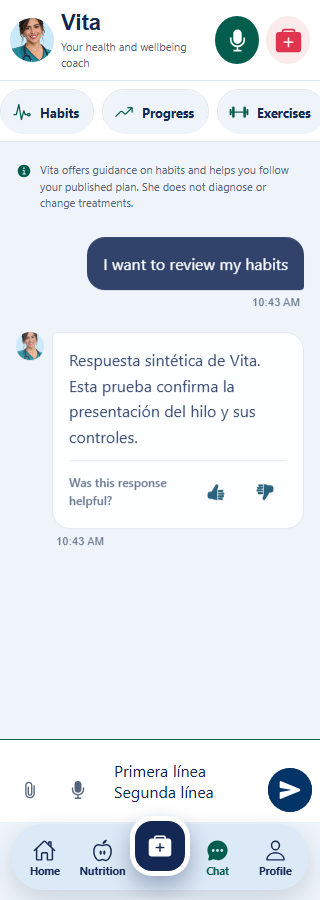 Vita
Your health and wellbeing
coach
Habits
Progress
Exercises
Vita offers guidance on habits and helps you follow
your published plan. She does not diagnose or
change treatments.
I want to review my habits
10:43 AM
Respuesta sintética de Vita.
Esta prueba confirma la
presentación del hilo y sus
controles.
Was this response
helpful?
10:43 AM
Primera línea
Segunda línea
Home
Nutrition
Chat
Profile